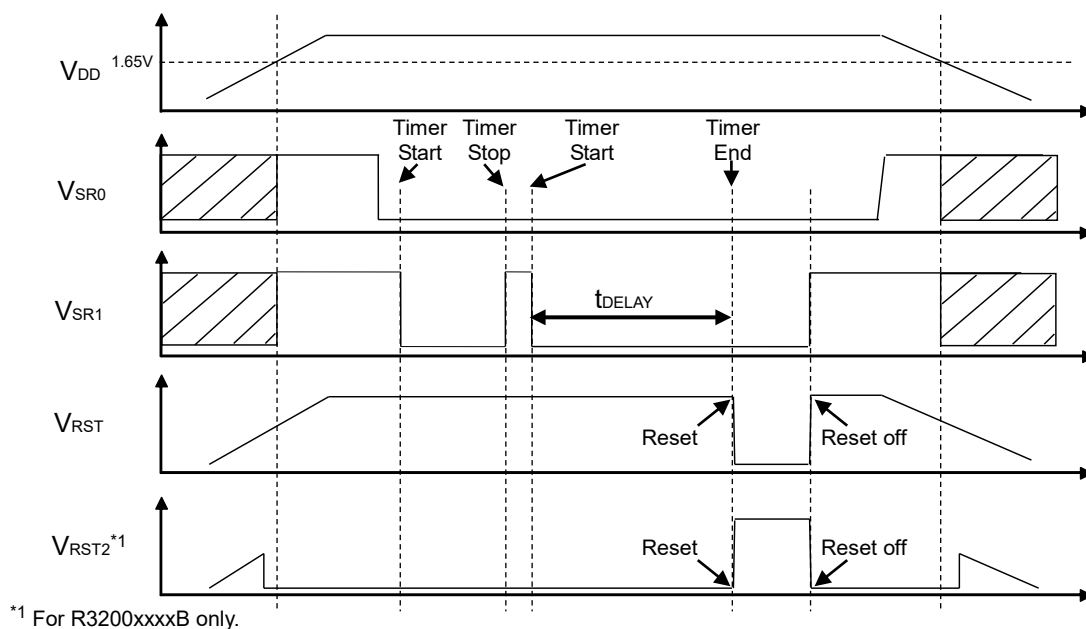 1.65V
VDD
Timer Start
Timer Stop
Timer Start
Timer End
VSR0
VSR1
tDELAY
VRST
Reset
Reset off
VRST2*1
Reset
Reset off
*1 For R3200xxxxB only.